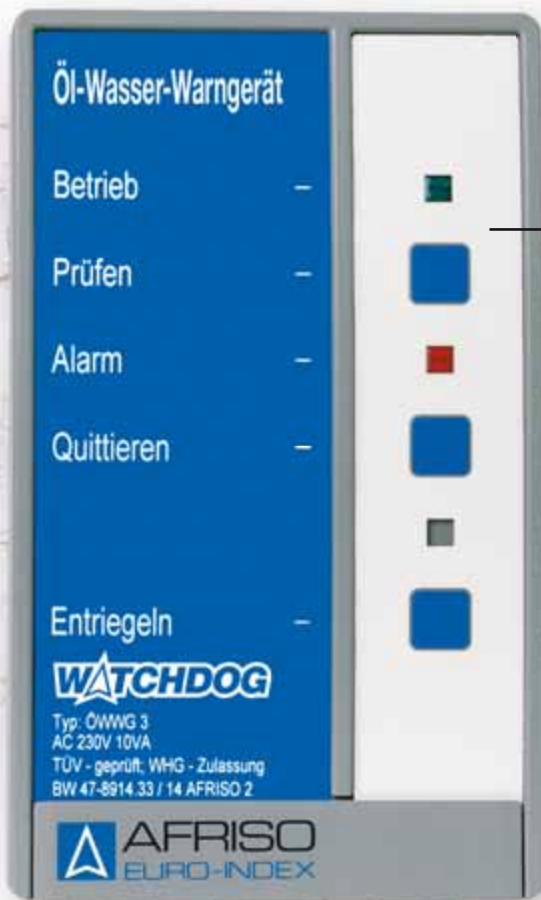 Öl-Wasser-Warngerät
Betrieb –
Prüfen –
Alarm –
Quittieren –
Entriegeln –
WATCHDOG
Typ: ÖWWG 3
AC 230V 10VA
TÜV - geprüft; WHG - Zulassung
BW 47-8914.33 / 14 AFRISO 2
AFRISO
EURO-INDEX